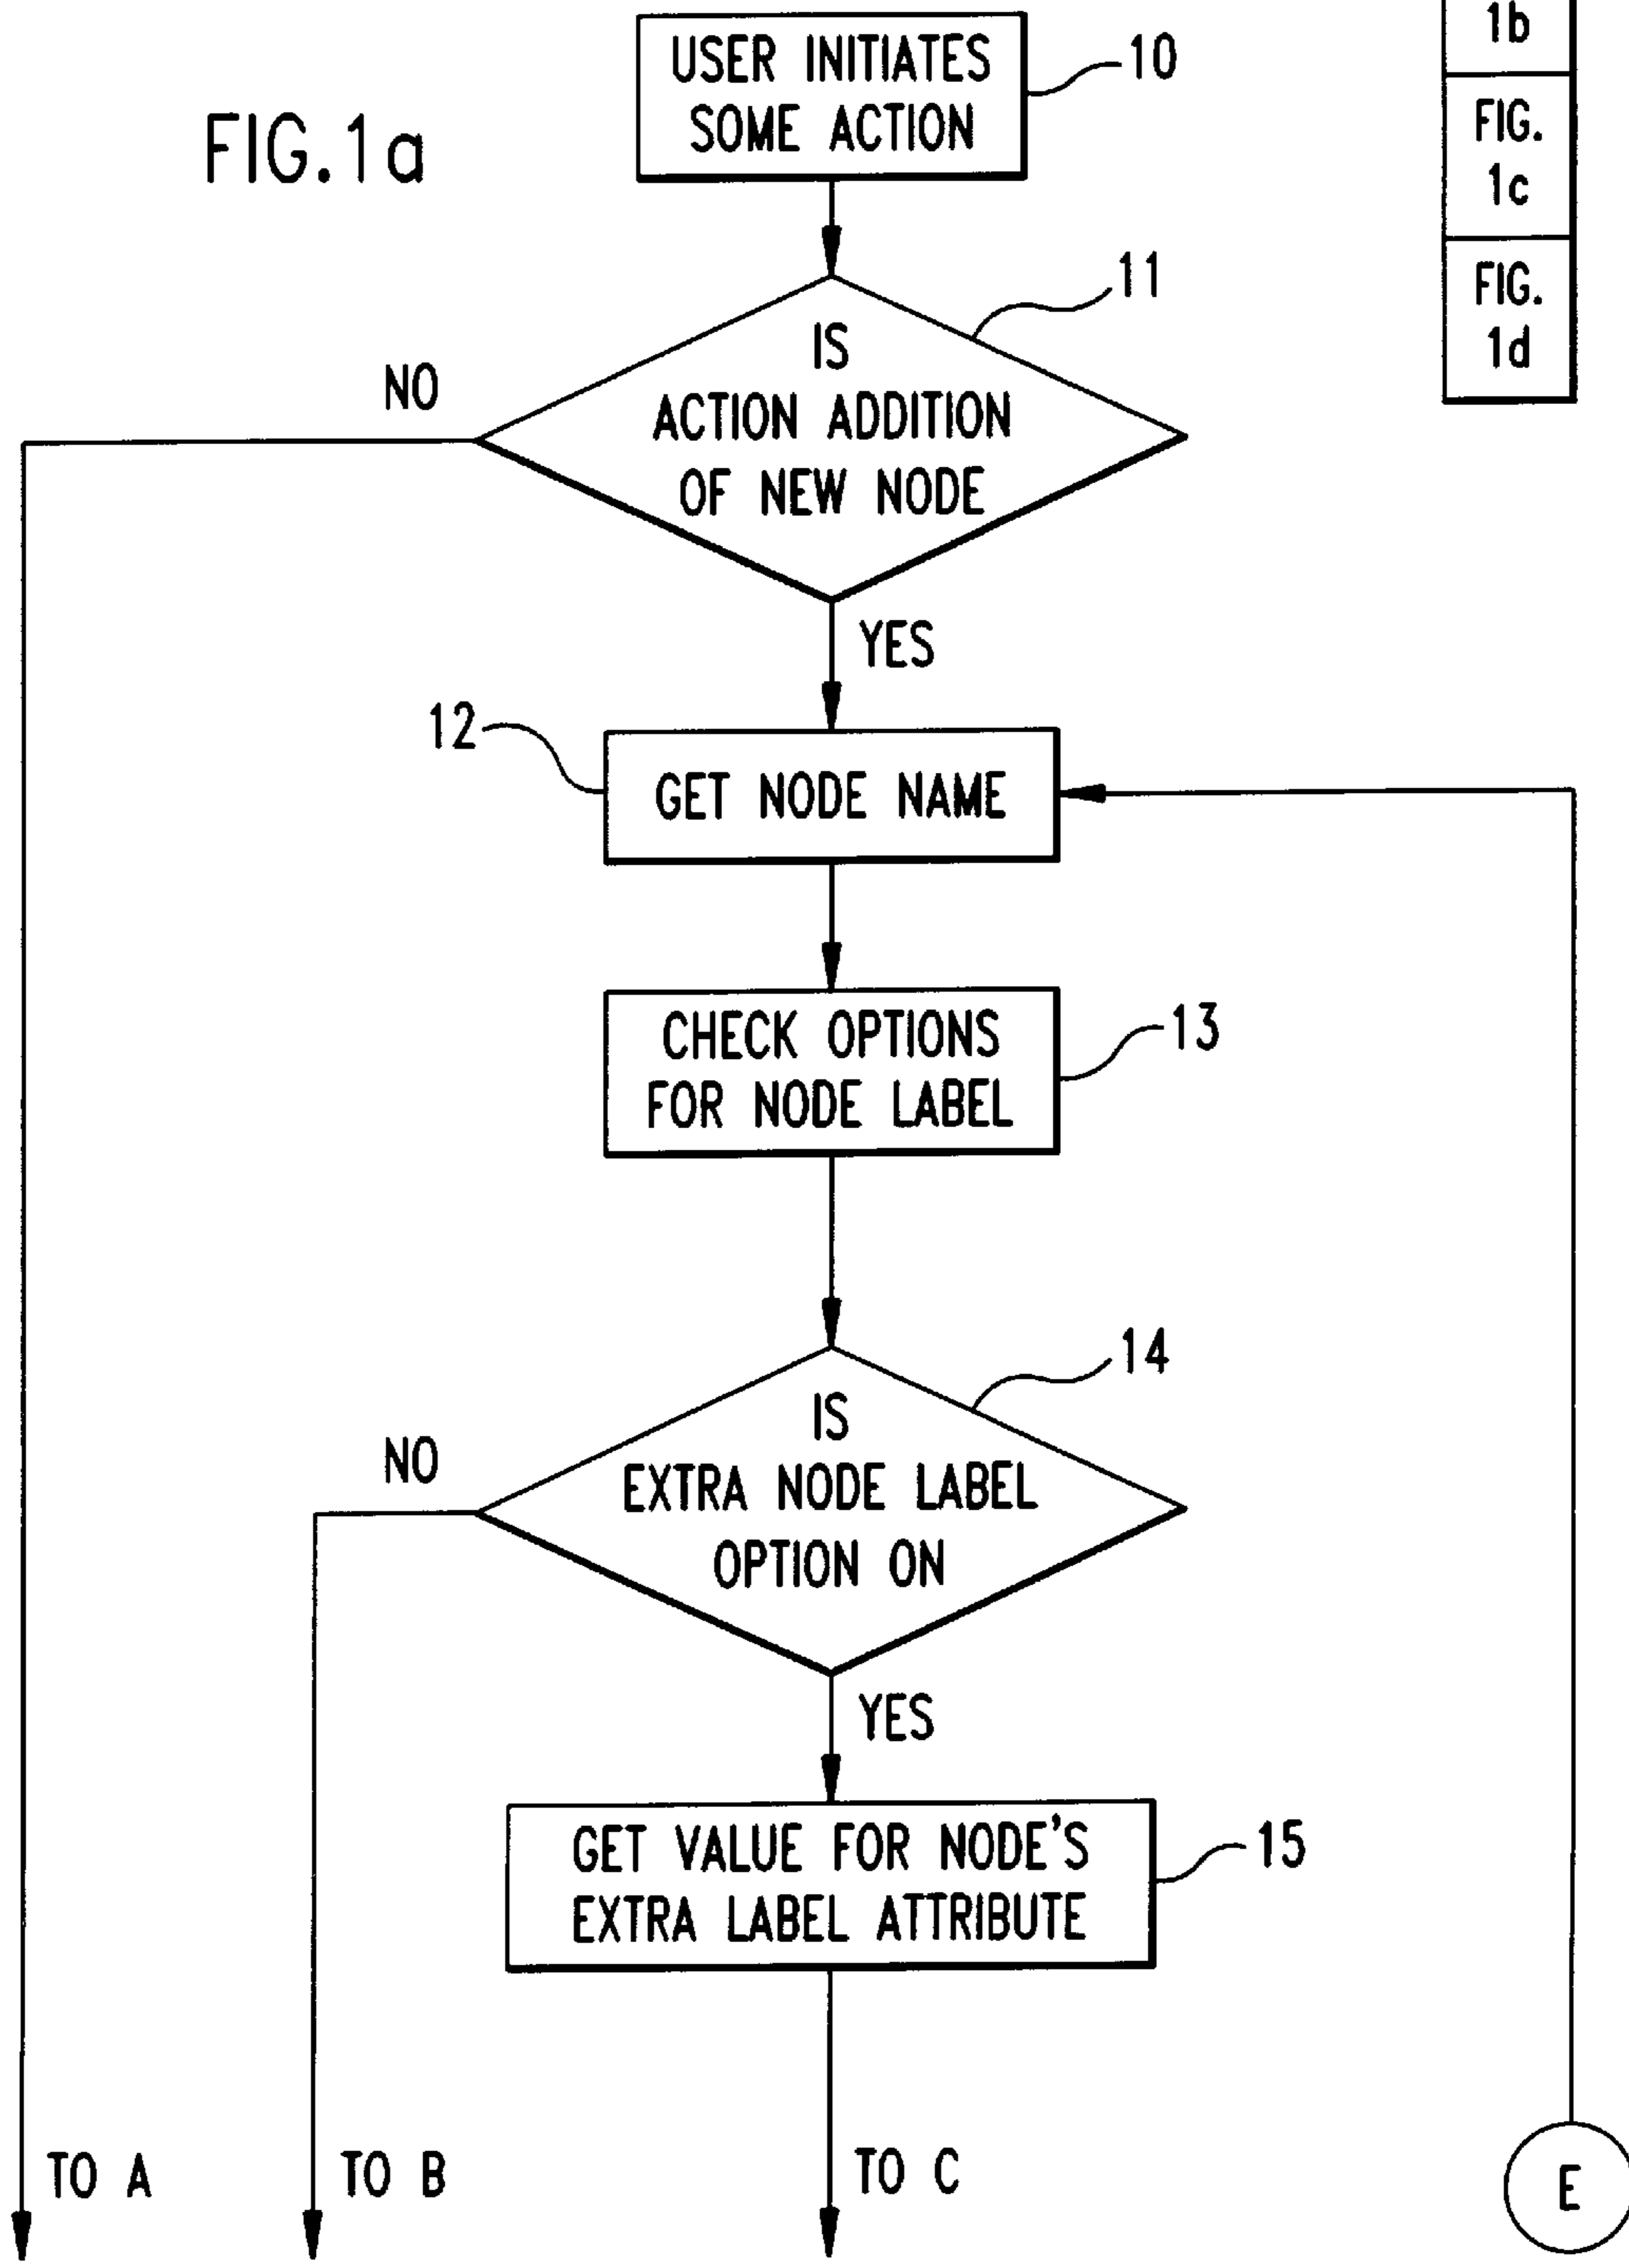 USER INITIATES
SOME ACTION
10
1b
FIG.
1c
FIG.
1d
FIG.1a
11
IS
ACTION ADDITION
OF NEW NODE
NO
YES
12
GET NODE NAME
CHECK OPTIONS
FOR NODE LABEL
13
14
IS
EXTRA NODE LABEL
OPTION ON
NO
YES
GET VALUE FOR NODE'S
EXTRA LABEL ATTRIBUTE
15
TO A
TO B
TO C
E